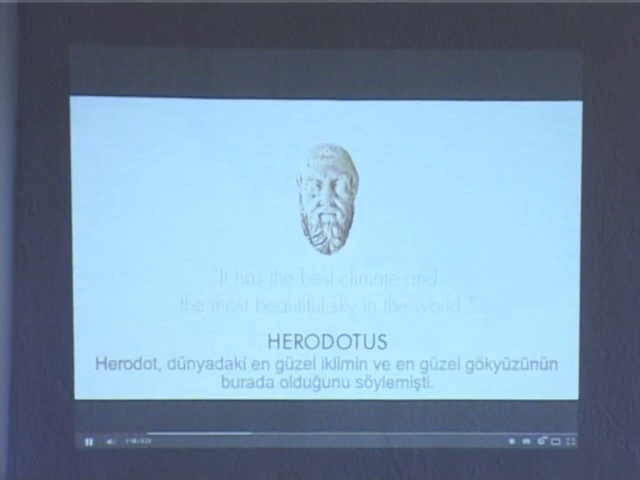 "It has the best climate and
the most beautiful sky in the world."
HERODOTUS
Herodot, dünyadaki en güzel iklimin ve en güzel gökyüzünün
burada olduğunu söylemişti.